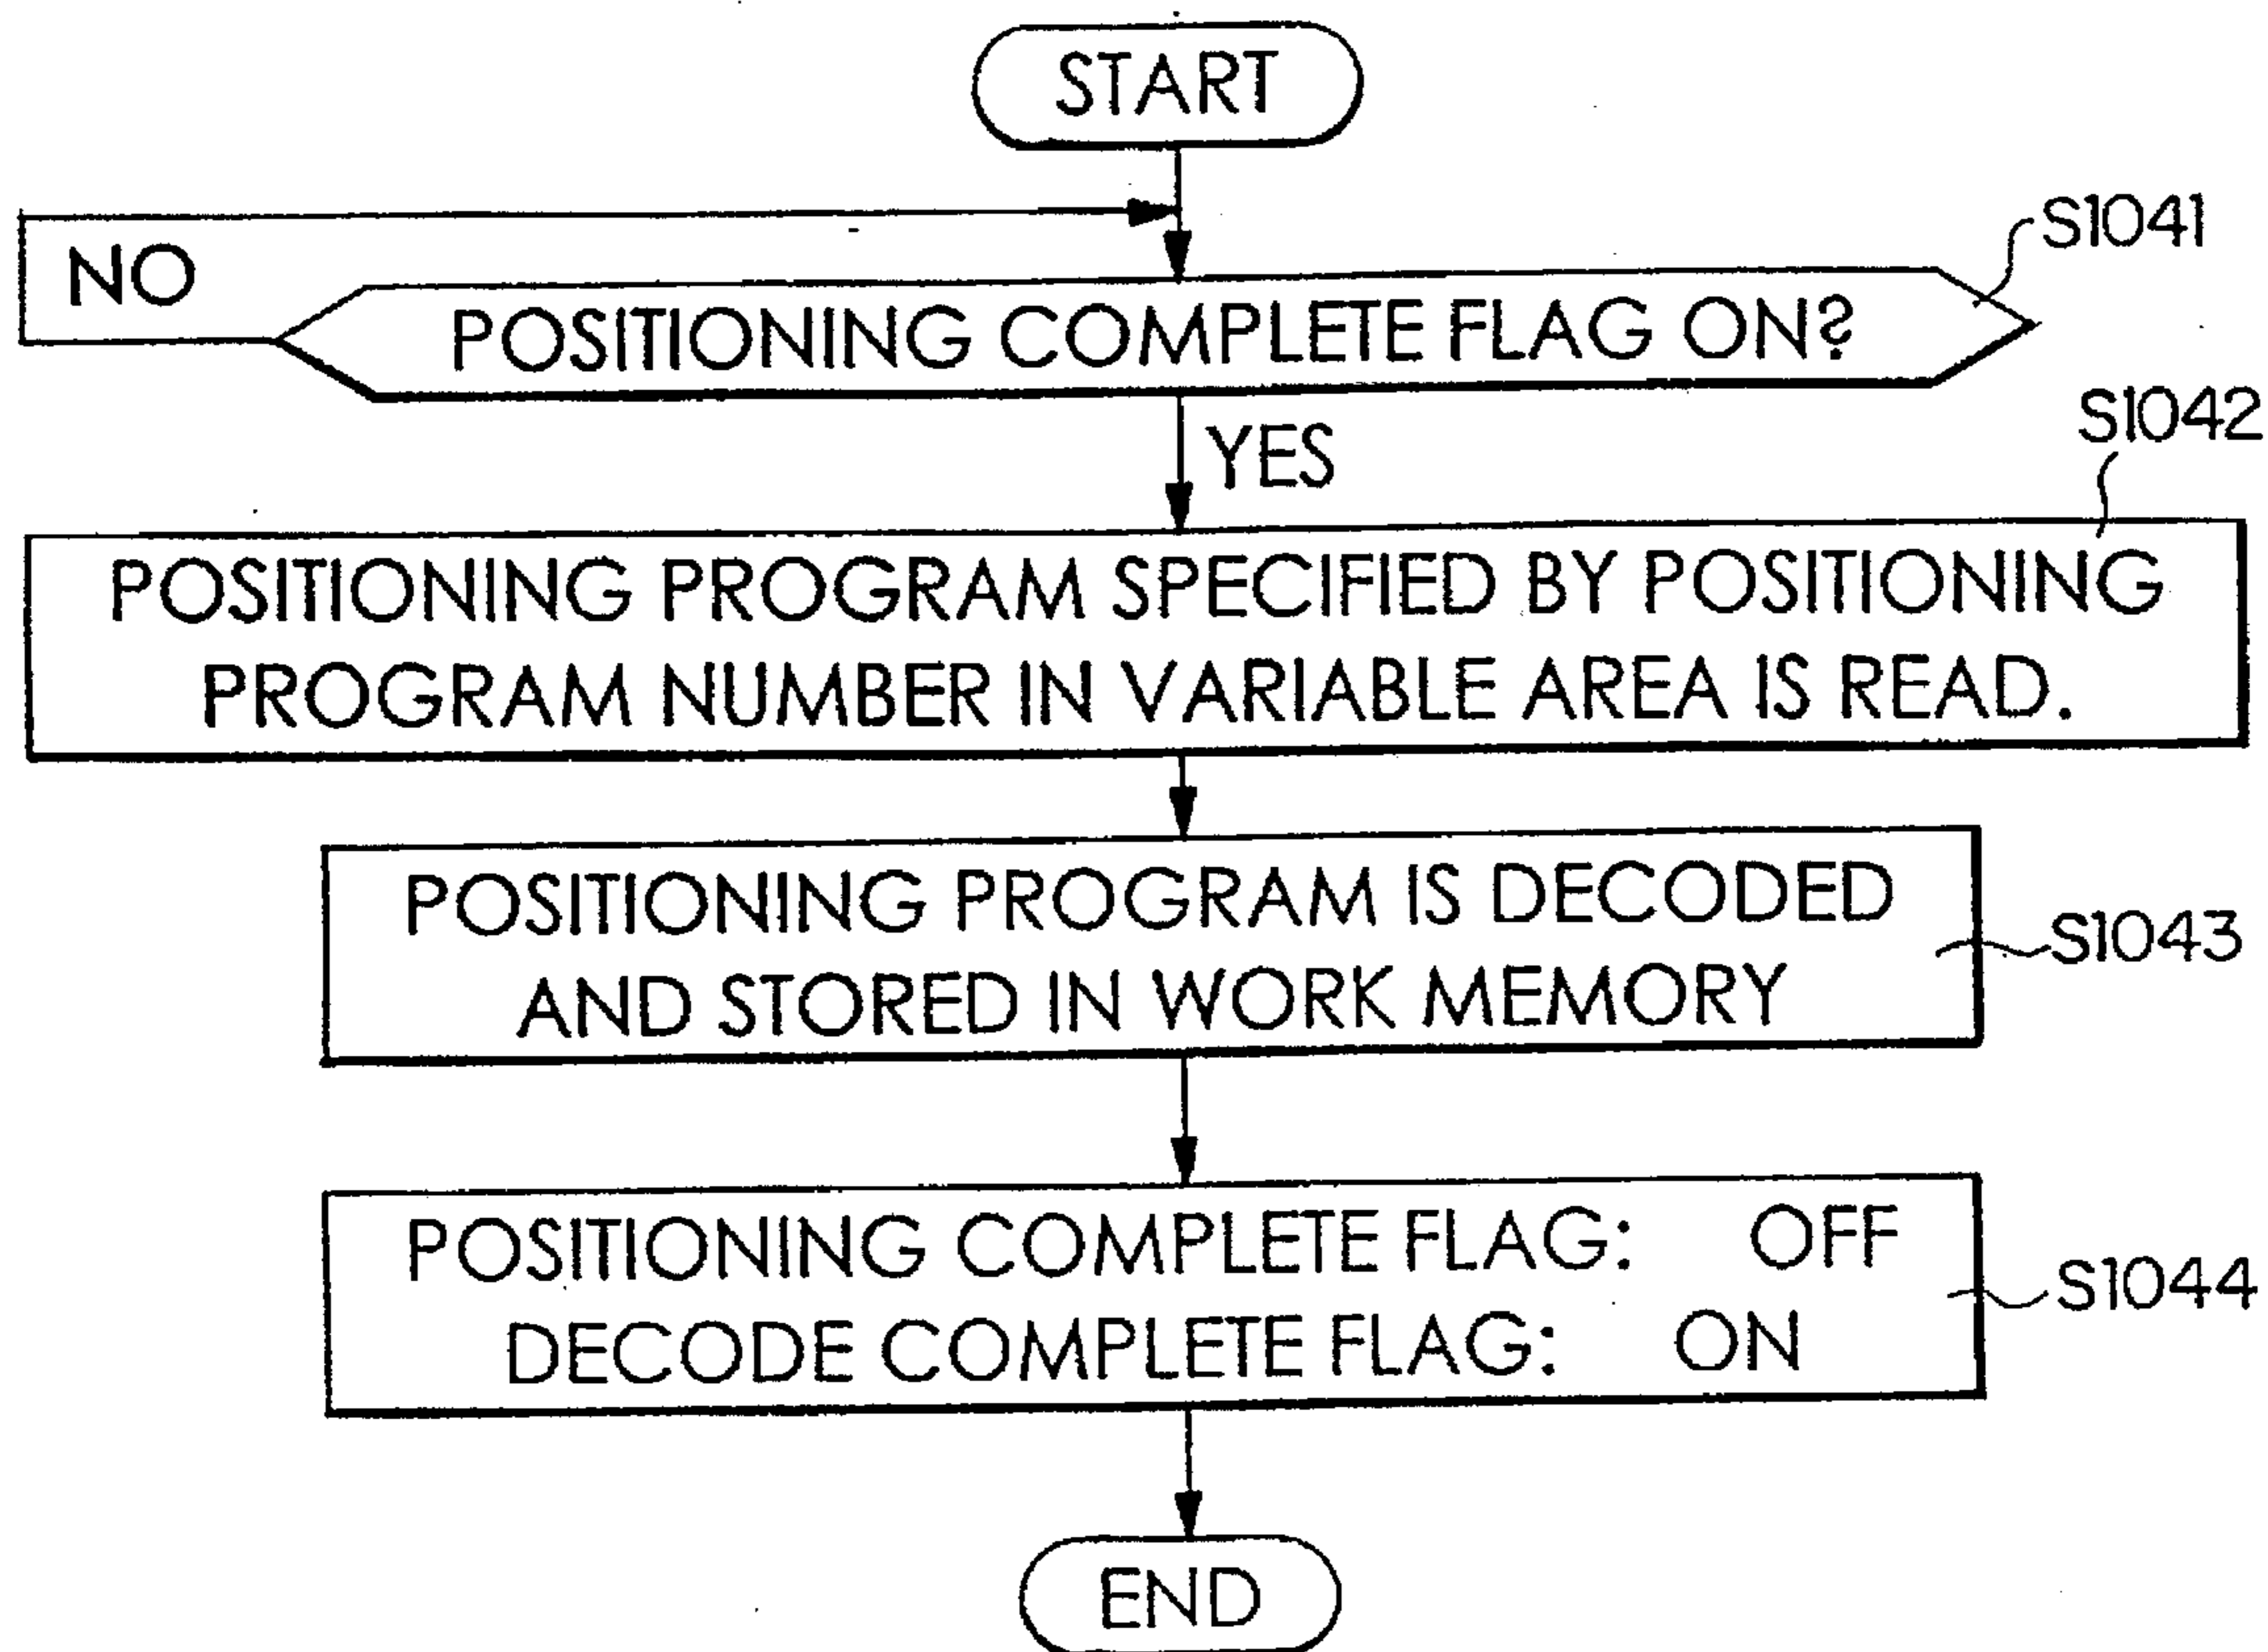 START
NO
S1041
POSITIONING COMPLETE FLAG ON?
S1042
YES
POSITIONING PROGRAM SPECIFIED BY POSITIONING
PROGRAM NUMBER IN VARIABLE AREA IS READ.
POSITIONING PROGRAM IS DECODED
AND STORED IN WORK MEMORY
S1043
POSITIONING COMPLETE FLAG: OFF
DECODE COMPLETE FLAG: ON
S1044
END